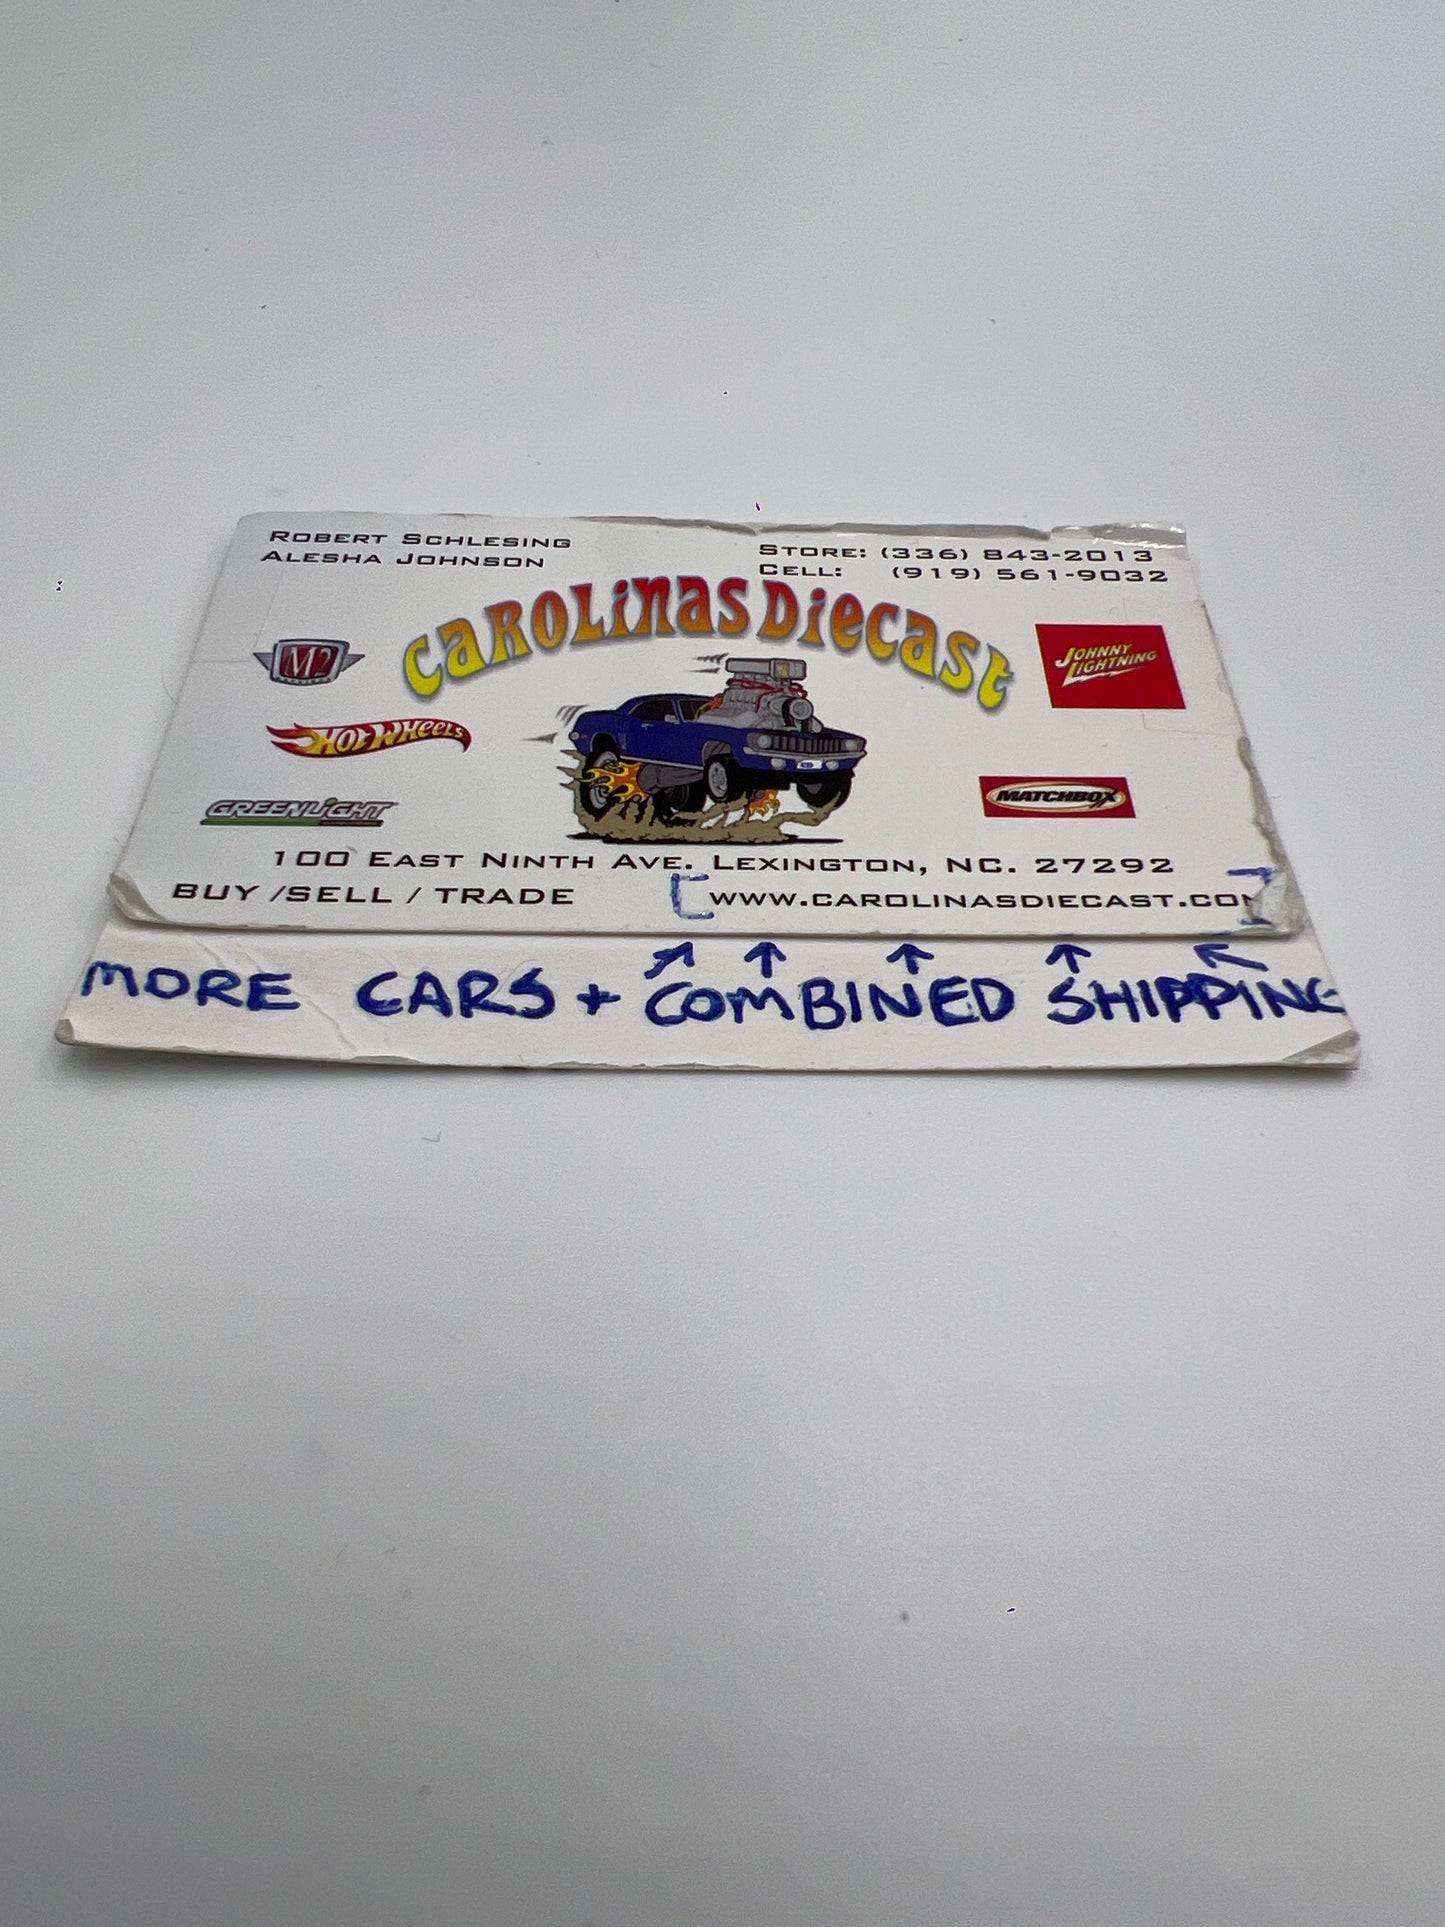 ROBERT SCHLESING
ALESHA JOHNSON
STORE: (336) 843-2013
CELL: (919) 561-9032
CAROLiNAS DiECAST
M2
JOHNNY LIGHTNING
HOT WHEELS
MATCHBOX
GREENLIGHT
100 EAST NINTH AVE. LEXINGTON, NC. 27292
BUY /SELL / TRADE [WWW.CAROLINASDIECAST.COM]
MORE CARS + COMBINED SHIPPING